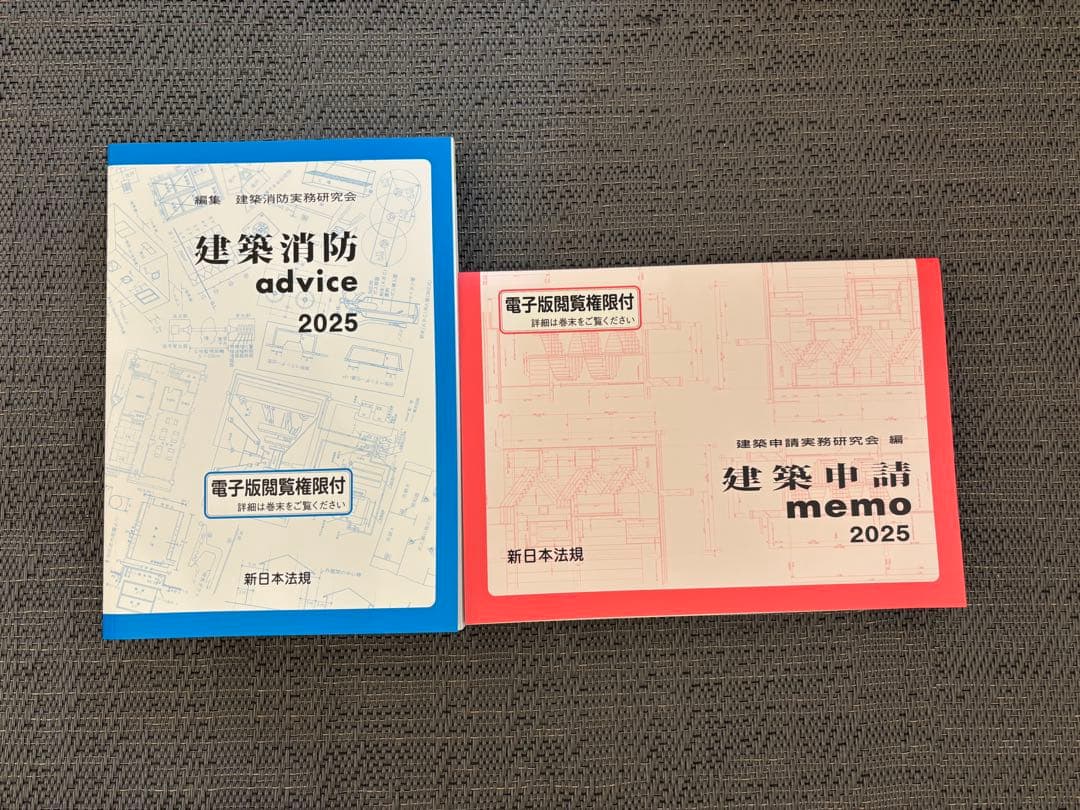 編集　建築消防実務研究会
建築消防
advice
2025
電子版閲覧権限付
詳細は巻末をご覧ください
新日本法規
電子版閲覧権限付
詳細は巻末をご覧ください
建築申請実務研究会 編
建築申請
memo
2025
新日本法規